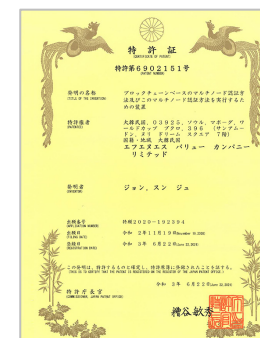 特許証
(CERTIFICATE OF PATENT)
特許第6902151号
(PATENT NUMBER)
発明の名称
(TITLE OF THE INVENTION)
ブロックチェーンベースのマルチノード認証方
法及びこのマルチノード認証方法を実行するた
めの装置
特許権者
(PATENTEE)
大韓民国、03925、ソウル、マポ-グ、ワ
ールドカップ ブクロ、396 (サンアム-
ドン、ヌリ ドリーム スクエア 7階)
国籍・地域 大韓民国
エフエヌエス バリュー カンパニー
リミテッド
発明者
(INVENTOR)
ジョン、スン ジュ
出願番号
(APPLICATION NUMBER)
特願2020-192394
出願日
(FILING DATE)
令和 2年11月19日(November 19,2020)
登録日
(REGISTRATION DATE)
令和 3年 6月22日(June 22,2021)
この発明は、特許するものと確定し、特許原簿に登録されたことを証する。
(THIS IS TO CERTIFY THAT THE PATENT IS REGISTERED ON THE REGISTER OF THE JAPAN PATENT OFFICE.)
令和 3年 6月22日(June 22,2021)
特許庁長官
(COMMISSIONER, JAPAN PATENT OFFICE)
糟谷敏秀